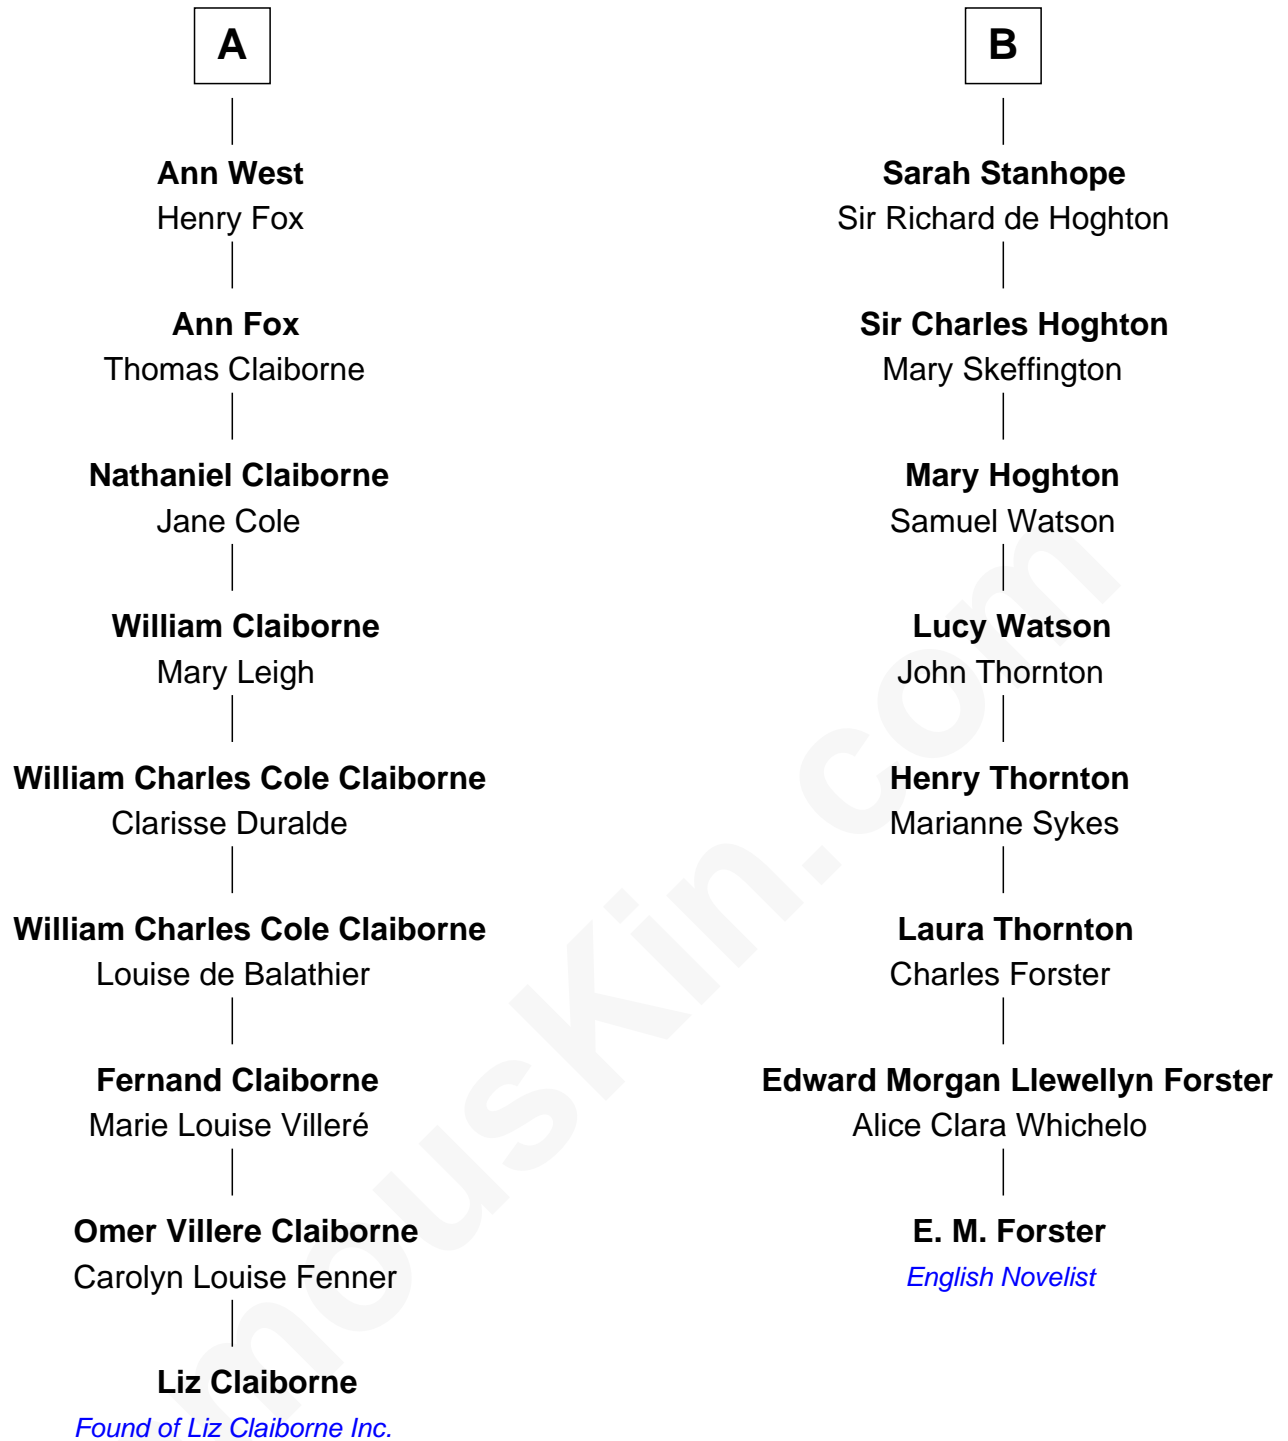 A
Ann West
Henry Fox
Ann Fox
Thomas Claiborne
Nathaniel Claiborne
Jane Cole
William Claiborne
Mary Leigh
William Charles Cole Claiborne
Clarisse Duralde
William Charles Cole Claiborne
Louise de Balathier
Fernand Claiborne
Marie Louise Villeré
Omer Villere Claiborne
Carolyn Louise Fenner
Liz Claiborne
Found of Liz Claiborne Inc.
B
Sarah Stanhope
Sir Richard de Hoghton
Sir Charles Hoghton
Mary Skeffington
Mary Hoghton
Samuel Watson
Lucy Watson
John Thornton
Henry Thornton
Marianne Sykes
Laura Thornton
Charles Forster
Edward Morgan Llewellyn Forster
Alice Clara Whichelo
E. M. Forster
English Novelist
mousKin.com